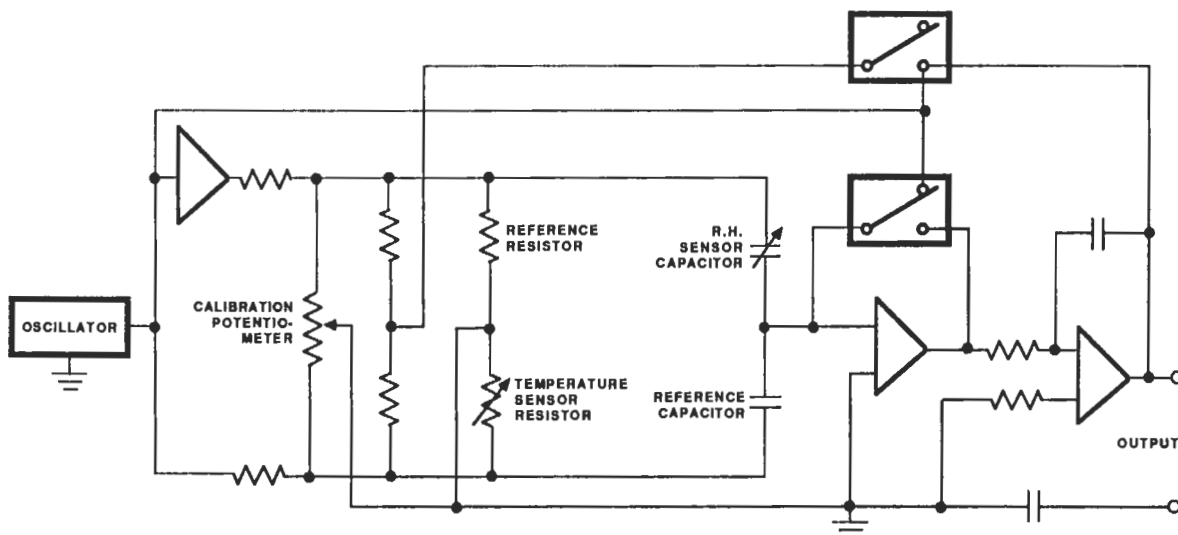 REFERENCE
RESISTOR
R.H.
SENSOR
CAPACITOR
CALIBRATION
POTENTIO-
METER
OSCILLATOR
TEMPERATURE
SENSOR
RESISTOR
REFERENCE
CAPACITOR
OUTPUT